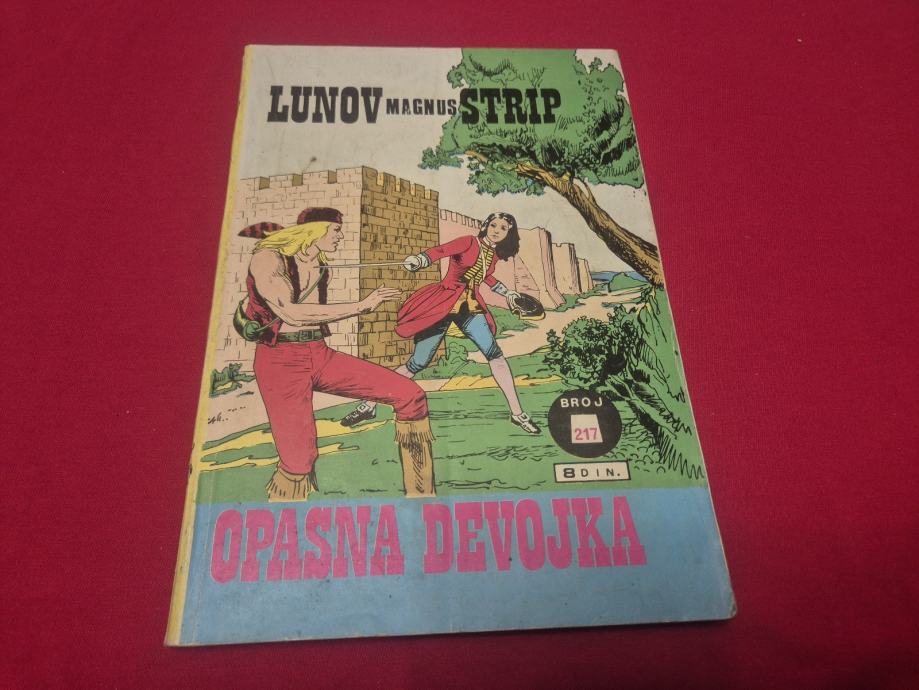 LUNOV MAGNUS STRIP
BROJ
217
8 DIN.
OPASNA DEVOJKA